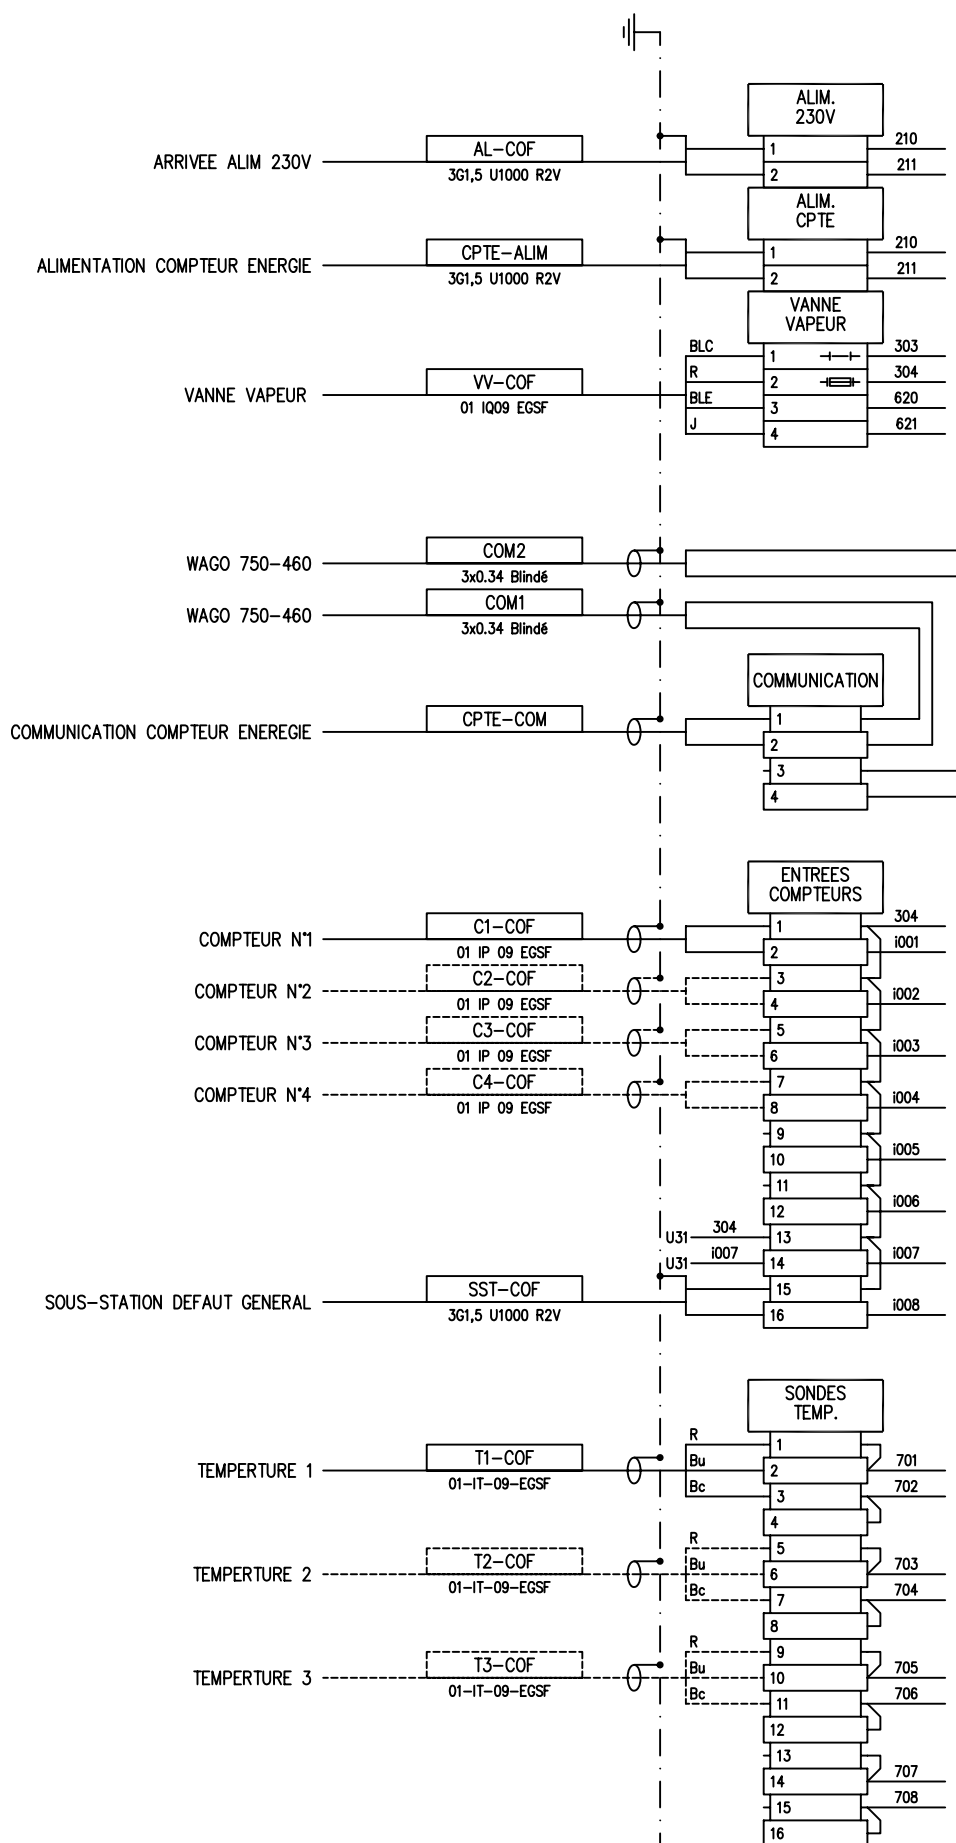 ALIM.
230V
ARRIVEE ALIM 230V
AL-COF
3G1,5 U1000 R2V
1
210
2
211
ALIM.
CPTE
ALIMENTATION COMPTEUR ENERGIE
CPTE-ALIM
3G1,5 U1000 R2V
1
210
2
211
VANNE
VAPEUR
VANNE VAPEUR
VV-COF
01 IQ09 EGSF
BLC
1
303
R
2
304
BLE
3
620
J
4
621
WAGO 750-460
COM2
3x0.34 Blindé
WAGO 750-460
COM1
3x0.34 Blindé
COMMUNICATION
COMMUNICATION COMPTEUR ENEREGIE
CPTE-COM
1
2
3
4
ENTREES
COMPTEURS
COMPTEUR N°1
C1-COF
01 IP 09 EGSF
1
304
2
i001
COMPTEUR N°2
C2-COF
01 IP 09 EGSF
3
4
i002
COMPTEUR N°3
C3-COF
01 IP 09 EGSF
5
6
i003
COMPTEUR N°4
C4-COF
01 IP 09 EGSF
7
8
i004
9
10
i005
11
12
i006
U31
304
13
U31
i007
14
i007
SOUS-STATION DEFAUT GENERAL
SST-COF
3G1,5 U1000 R2V
15
16
i008
SONDES
TEMP.
TEMPERTURE 1
T1-COF
01-IT-09-EGSF
R
1
Bu
2
701
Bc
3
702
4
TEMPERTURE 2
T2-COF
01-IT-09-EGSF
R
5
Bu
6
703
Bc
7
704
8
TEMPERTURE 3
T3-COF
01-IT-09-EGSF
R
9
Bu
10
705
Bc
11
706
12
13
14
707
15
708
16